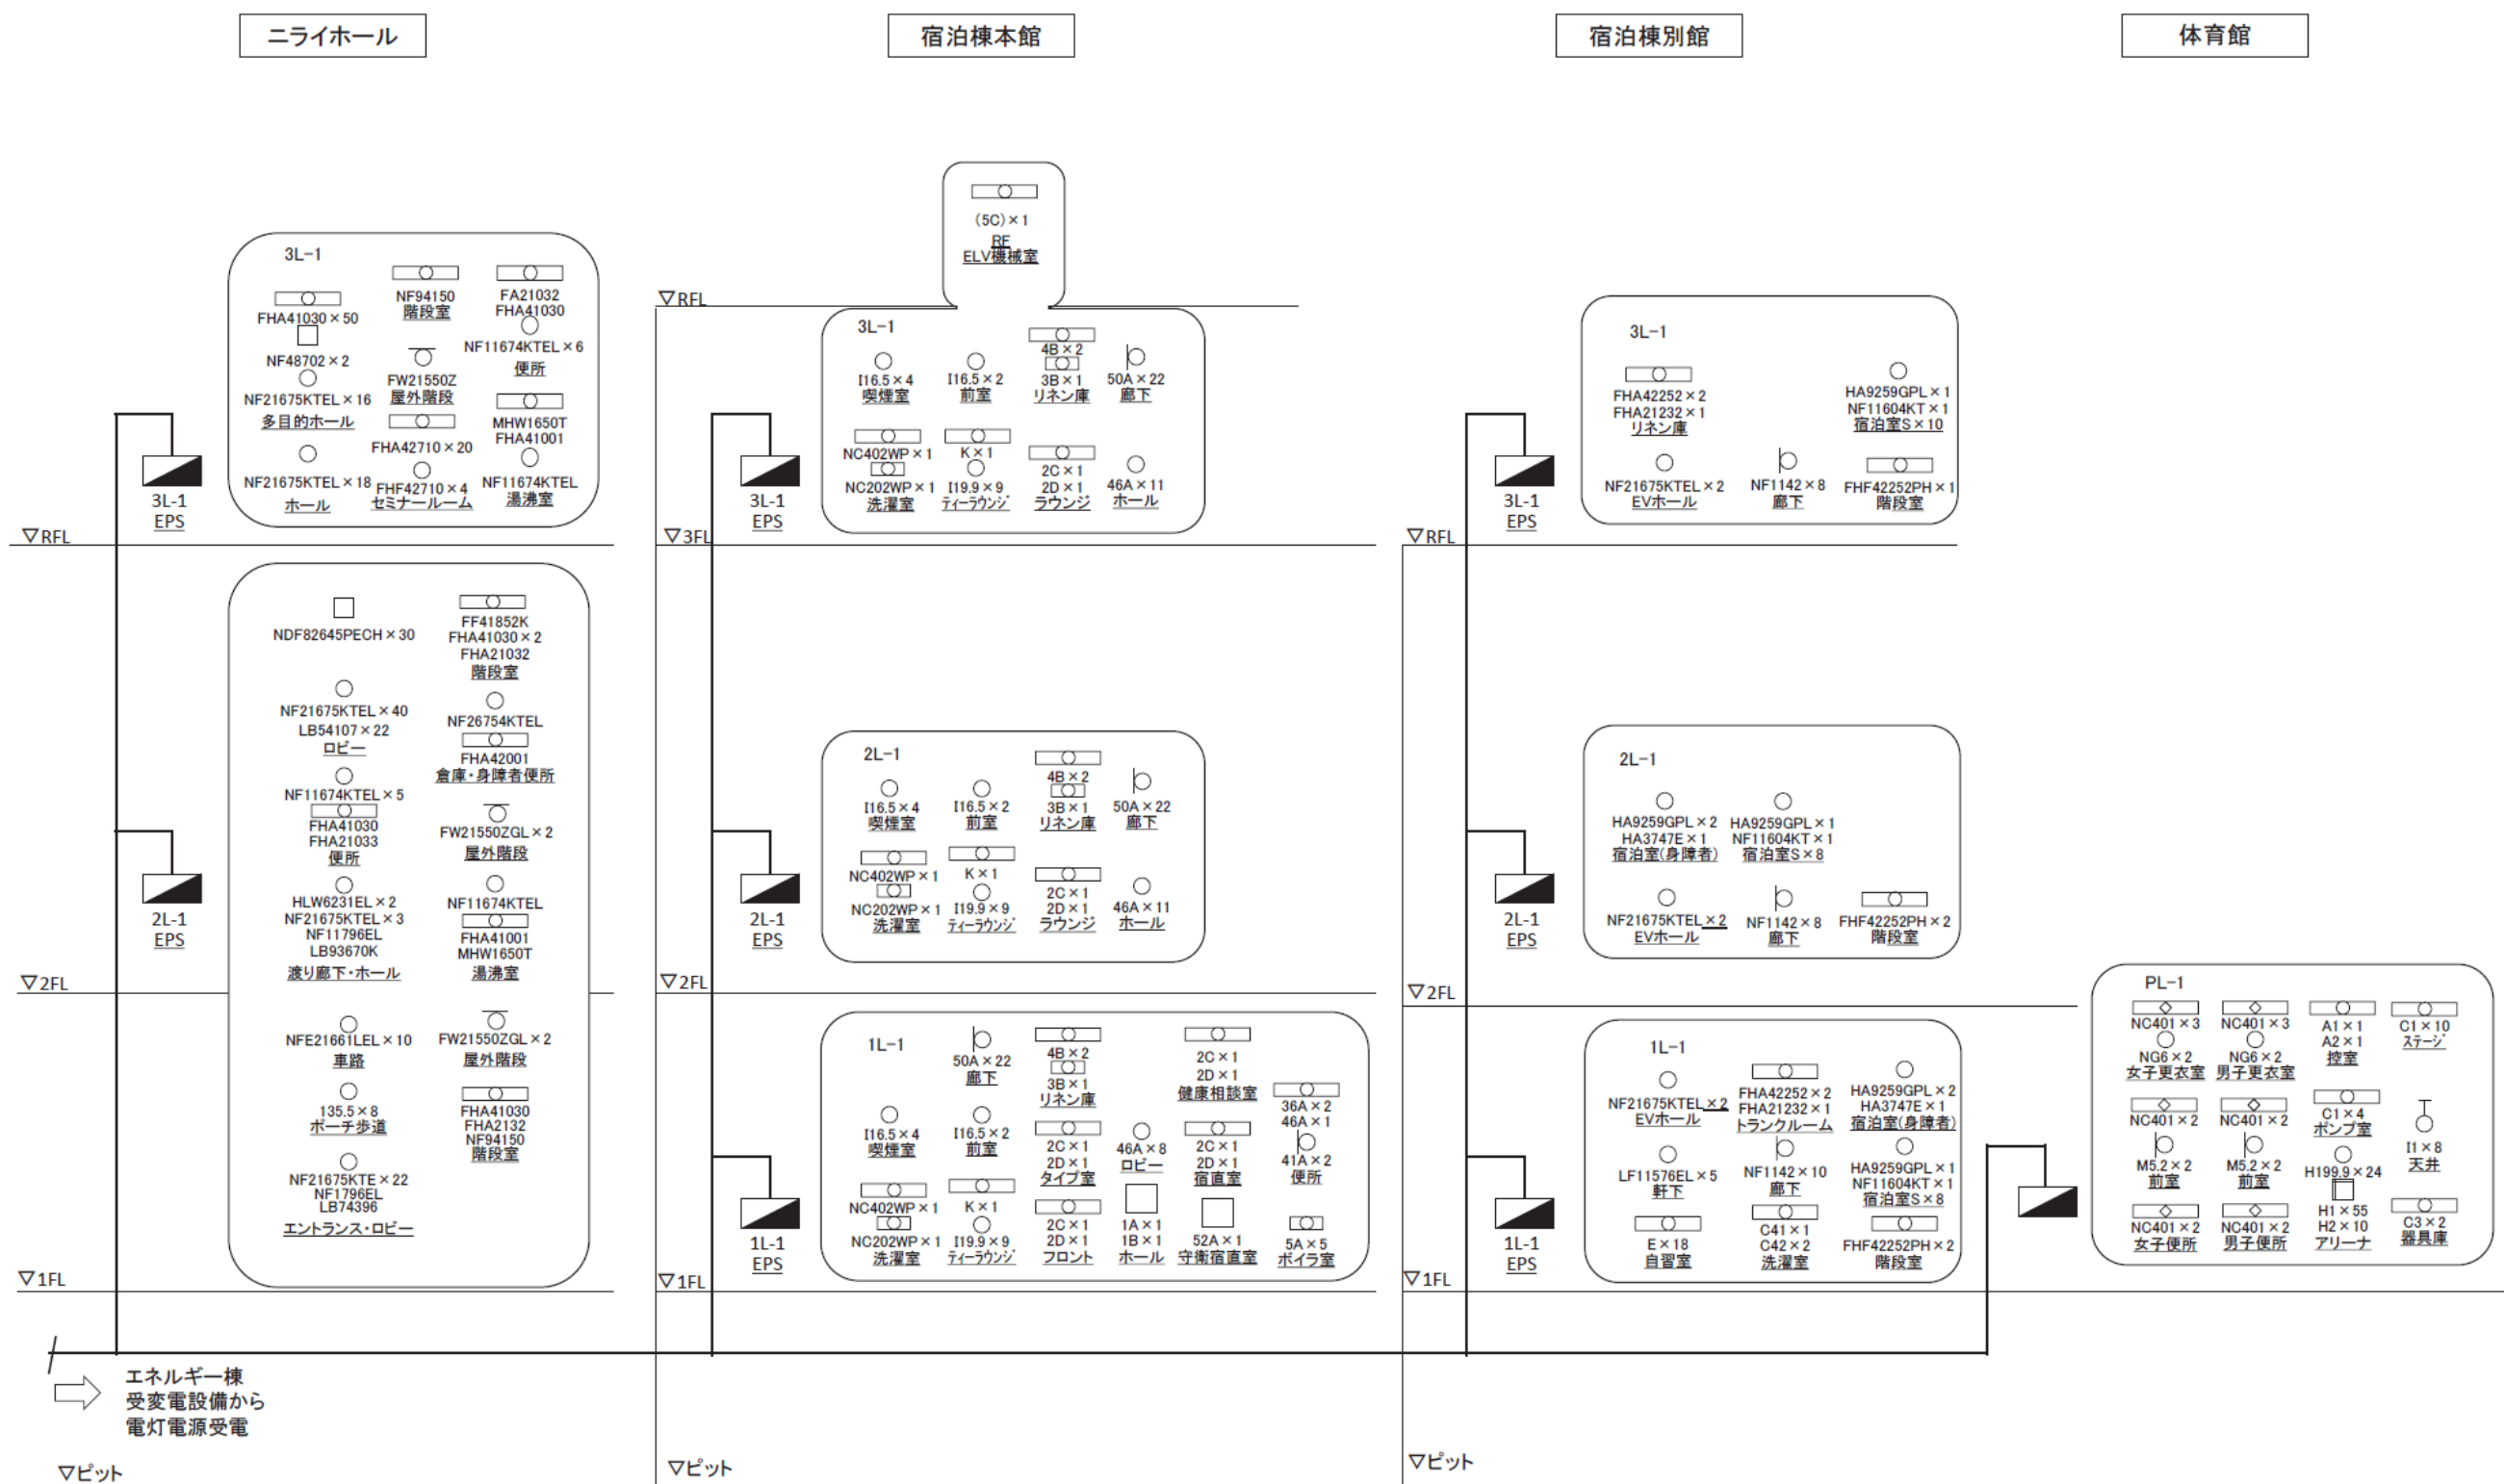 ニライホール
宿泊棟本館
宿泊棟別館
体育館
3L-1
FHA41030×50
NF48702×2
NF21675KTEL×16
多目的ホール
NF21675KTEL×18
ホール
NF94150
階段室
FW21550Z
屋外階段
FHA42710×20
FHF42710×4
セミナールーム
FA21032
FHA41030
NF11674KTEL×6
便所
MHW1650T
FHA41001
NF11674KTEL
湯沸室
3L-1
EPS
▽RFL
NDF82645PECH×30
NF21675KTEL×40
LB54107×22
ロビー
NF11674KTEL×5
FHA41030
FHA21033
便所
HLW6231EL×2
NF21675KTEL×3
NF11796EL
LB93670K
渡り廊下・ホール
NFE21661LEL×10
車路
135.5×8
ポーチ歩道
NF21675KTE×22
NF1796EL
LB74396
エントランス・ロビー
FF41852K
FHA41030×2
FHA21032
階段室
NF26754KTEL
FHA42001
倉庫・身障者便所
FW21550ZGL×2
屋外階段
NF11674KTEL
FHA41001
MHW1650T
湯沸室
FW21550ZGL×2
屋外階段
FHA41030
FHA2132
NF94150
階段室
2L-1
EPS
▽2FL
▽1FL
エネルギー棟
受変電設備から
電灯電源受電
▽ピット
(5C)×1
RF
ELV機械室
▽RFL
3L-1
I16.5×4
喫煙室
I16.5×2
前室
4B×2
3B×1
リネン庫
50A×22
廊下
NC402WP×1
NC202WP×1
洗濯室
K×1
I19.9×9
ティーラウンジ
2C×1
2D×1
ラウンジ
46A×11
ホール
3L-1
EPS
▽3FL
2L-1
I16.5×4
喫煙室
I16.5×2
前室
4B×2
3B×1
リネン庫
50A×22
廊下
NC402WP×1
NC202WP×1
洗濯室
K×1
I19.9×9
ティーラウンジ
2C×1
2D×1
ラウンジ
46A×11
ホール
2L-1
EPS
▽2FL
1L-1
50A×22
廊下
4B×2
3B×1
リネン庫
2C×1
2D×1
健康相談室
36A×2
46A×1
41A×2
便所
I16.5×4
喫煙室
I16.5×2
前室
2C×1
2D×1
タイプ室
46A×8
ロビー
2C×1
2D×1
宿直室
NC402WP×1
NC202WP×1
洗濯室
K×1
I19.9×9
ティーラウンジ
2C×1
2D×1
フロント
1A×1
1B×1
ホール
52A×1
守衛宿直室
5A×5
ボイラ室
1L-1
EPS
▽1FL
▽ピット
3L-1
FHA42252×2
FHA21232×1
リネン庫
HA9259GPL×1
NF11604KT×1
宿泊室S×10
NF21675KTEL×2
EVホール
NF1142×8
廊下
FHF42252PH×1
階段室
3L-1
EPS
▽RFL
2L-1
HA9259GPL×2
HA3747E×1
宿泊室(身障者)
HA9259GPL×1
NF11604KT×1
宿泊室S×8
NF21675KTEL×2
EVホール
NF1142×8
廊下
FHF42252PH×2
階段室
2L-1
EPS
▽2FL
1L-1
NF21675KTEL×2
EVホール
FHA42252×2
FHA21232×1
トランクルーム
HA9259GPL×2
HA3747E×1
宿泊室(身障者)
LF11576EL×5
軒下
NF1142×10
廊下
HA9259GPL×1
NF11604KT×1
宿泊室S×8
E×18
自習室
C41×1
C42×2
洗濯室
FHF42252PH×2
階段室
1L-1
EPS
▽1FL
▽ピット
PL-1
NC401×3
NG6×2
女子更衣室
NC401×3
NG6×2
男子更衣室
A1×1
A2×1
控室
C1×10
ステージ
NC401×2
M5.2×2
前室
NC401×2
M5.2×2
前室
C1×4
ポンプ室
I1×8
天井
NC401×2
女子便所
NC401×2
男子便所
H199.9×24
H1×55
H2×10
アリーナ
C3×2
器具庫